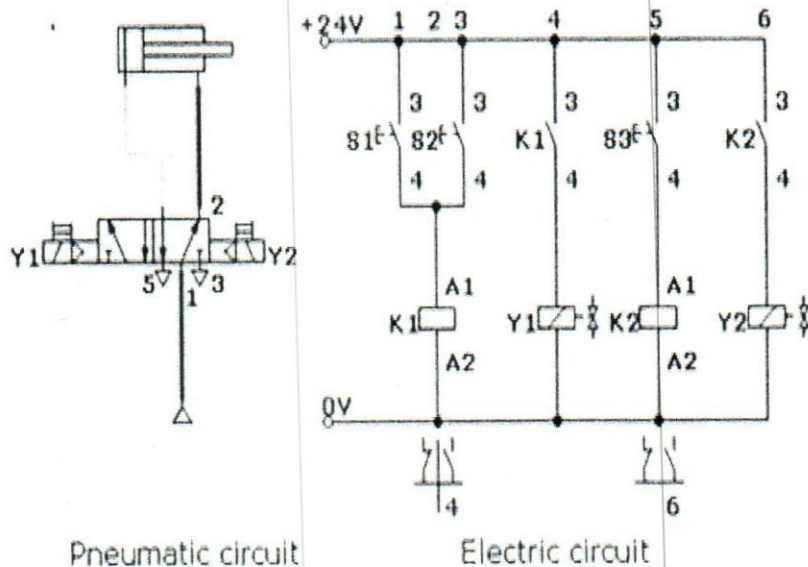 +24V 1 2 3 4 5 6
3 3 3 3 3
S1 S2 K1 S3 K2
4 4 4 4 4
2
Y1 Y2
5 1 3
A1 A1
K1 Y1 K2 Y2
A2 A2
0V
4 6
Pneumatic circuit Electric circuit